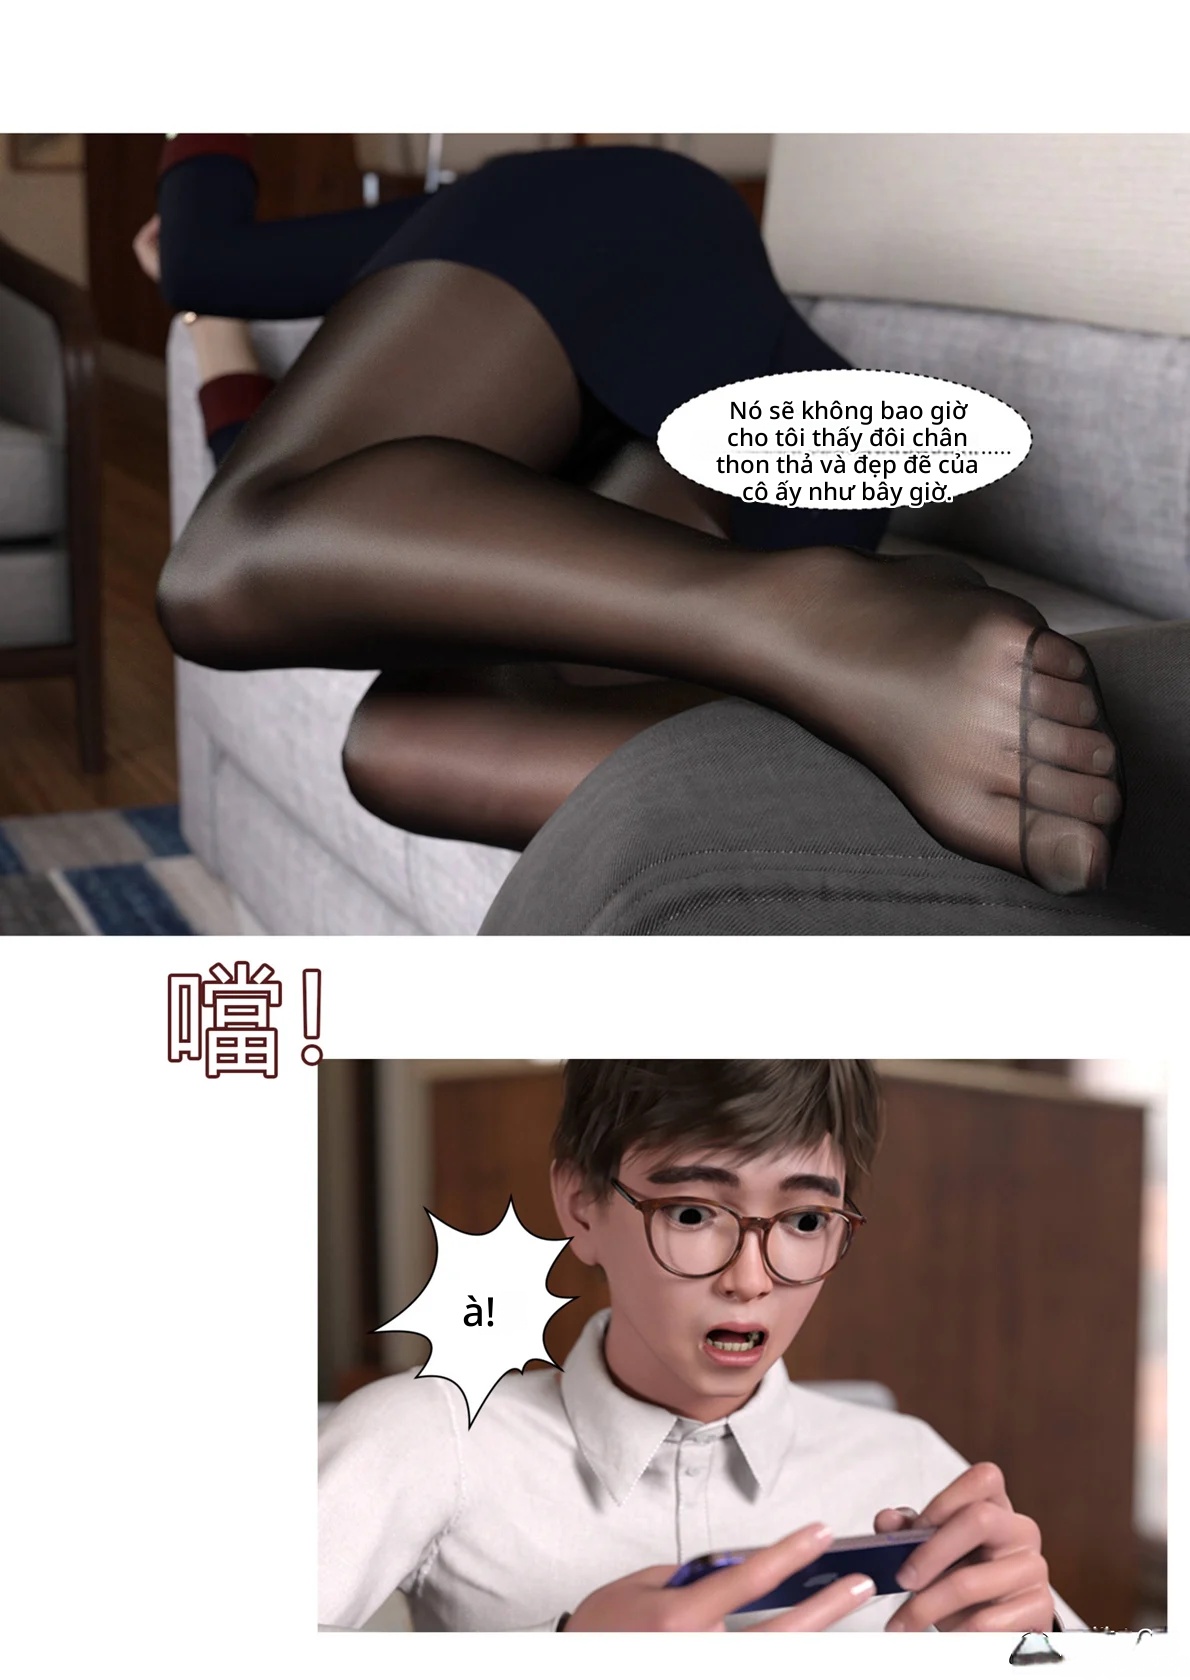 Nó sẽ không bao giờ
cho tôi thấy đôi chân
thon thả và đẹp đẽ của
cô ấy như bây giờ.
噹!
à!